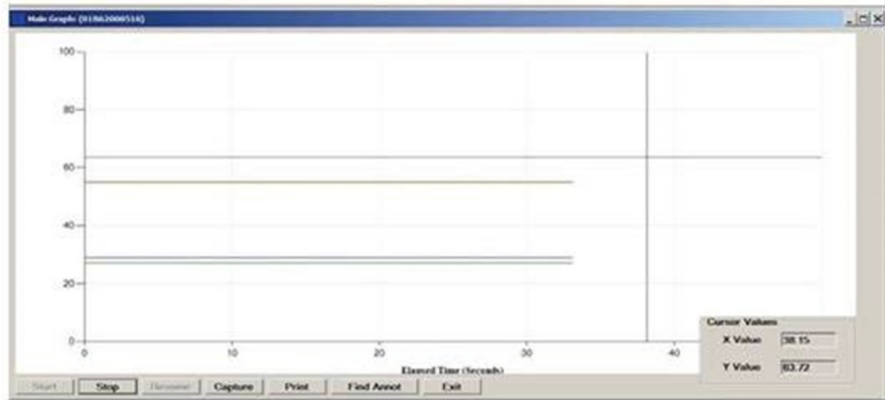 Main Graph (01862000516)
100
80
60
40
20
0
0 10 20 30 40
Elapsed Time (Seconds)
Cursor Values
X Value 38.15
Y Value 63.72
Start Stop Resume Capture Print Find Annot Exit